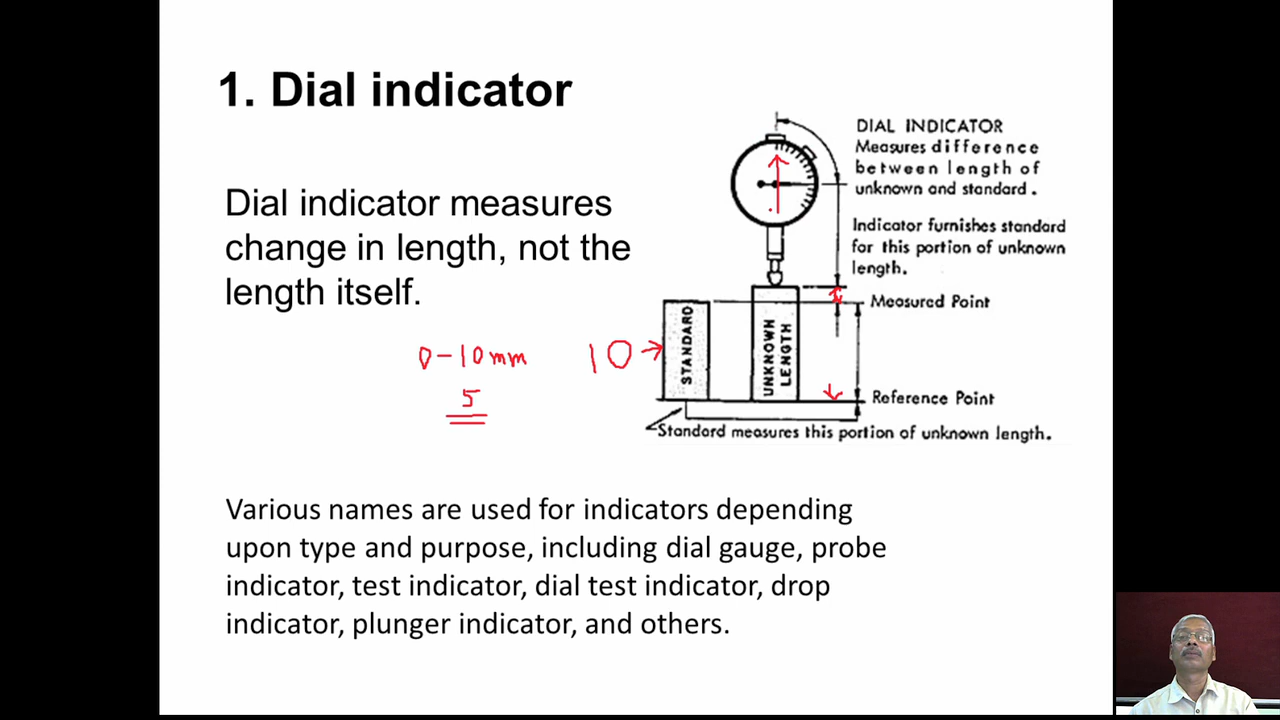 1. Dial indicator
Dial indicator measures
change in length, not the
length itself.
0-10mm
5
10
DIAL INDICATOR
Measures difference
between length of
unknown and standard.
Indicator furnishes standard
for this portion of unknown
length.
Measured Point
STANDARD
UNKNOWN
LENGTH
Reference Point
Standard measures this portion of unknown length.
Various names are used for indicators depending
upon type and purpose, including dial gauge, probe
indicator, test indicator, dial test indicator, drop
indicator, plunger indicator, and others.